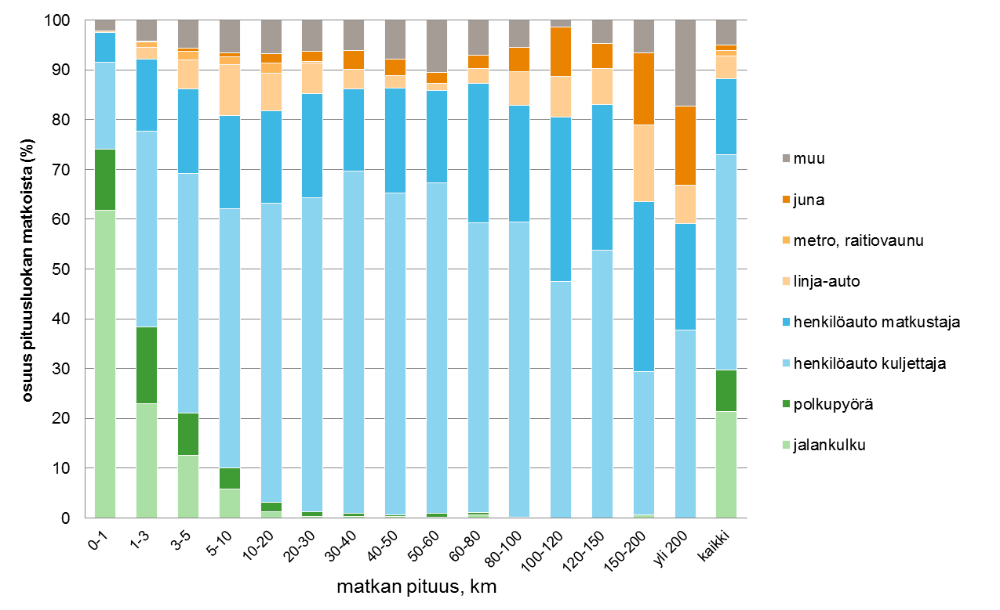 100
90
80
70
60
50
40
30
20
10
0
osuus pituusluokan matkoista (%)
0-1
1-3
3-5
5-10
10-20
20-30
30-40
40-50
50-60
60-80
80-100
100-120
120-150
150-200
yli 200
kaikki
matkan pituus, km
muu
juna
metro, raitiovaunu
linja-auto
henkilöauto matkustaja
henkilöauto kuljettaja
polkupyörä
jalankulku